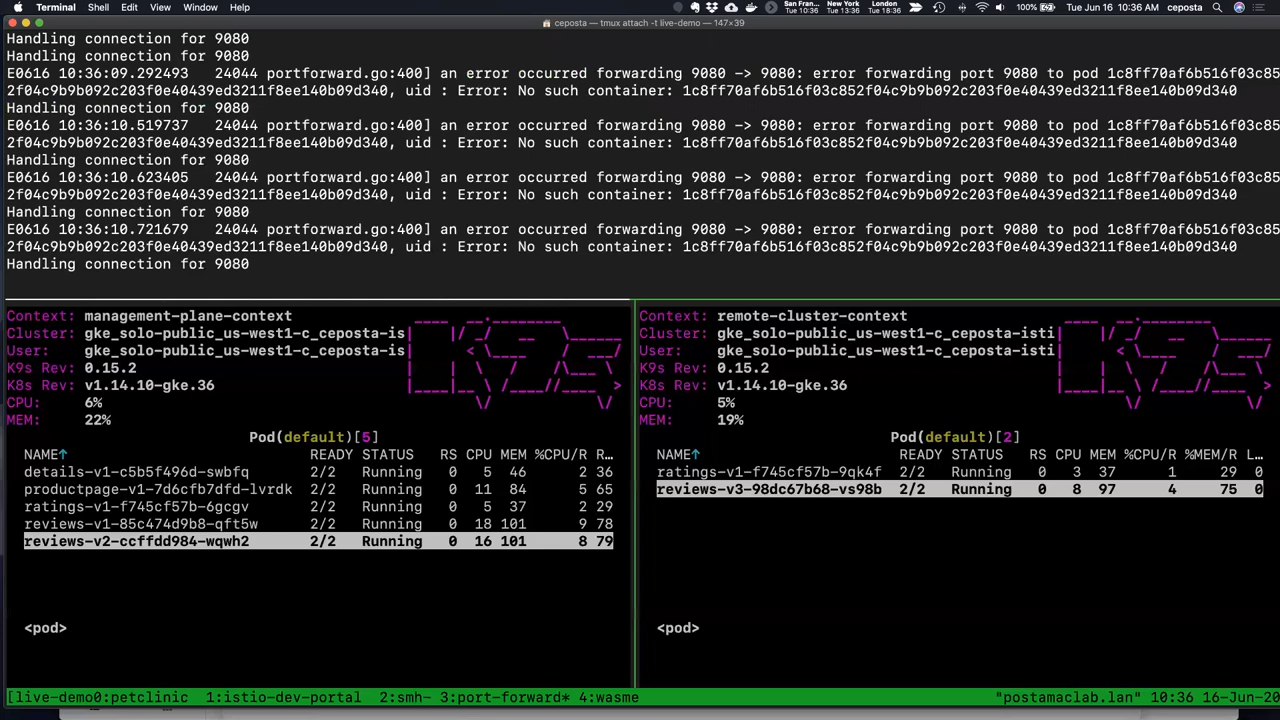 Terminal Shell Edit View Window Help San Fran.. Tue 10:36 New York Tue 13:36 London Tue 18:36 100% Tue Jun 16 10:36 AM ceposta
ceposta — tmux attach -t live-demo — 147×39
Handling connection for 9080
Handling connection for 9080
E0616 10:36:09.292493 24044 portforward.go:400] an error occurred forwarding 9080 -> 9080: error forwarding port 9080 to pod 1c8ff70af6b516f03c85
2f04c9b9b092c203f0e40439ed3211f8ee140b09d340, uid : Error: No such container: 1c8ff70af6b516f03c852f04c9b9b092c203f0e40439ed3211f8ee140b09d340
Handling connection for 9080
E0616 10:36:10.519737 24044 portforward.go:400] an error occurred forwarding 9080 -> 9080: error forwarding port 9080 to pod 1c8ff70af6b516f03c85
2f04c9b9b092c203f0e40439ed3211f8ee140b09d340, uid : Error: No such container: 1c8ff70af6b516f03c852f04c9b9b092c203f0e40439ed3211f8ee140b09d340
Handling connection for 9080
E0616 10:36:10.623405 24044 portforward.go:400] an error occurred forwarding 9080 -> 9080: error forwarding port 9080 to pod 1c8ff70af6b516f03c85
2f04c9b9b092c203f0e40439ed3211f8ee140b09d340, uid : Error: No such container: 1c8ff70af6b516f03c852f04c9b9b092c203f0e40439ed3211f8ee140b09d340
Handling connection for 9080
E0616 10:36:10.721679 24044 portforward.go:400] an error occurred forwarding 9080 -> 9080: error forwarding port 9080 to pod 1c8ff70af6b516f03c85
2f04c9b9b092c203f0e40439ed3211f8ee140b09d340, uid : Error: No such container: 1c8ff70af6b516f03c852f04c9b9b092c203f0e40439ed3211f8ee140b09d340
Handling connection for 9080
Context: management-plane-context
Cluster: gke_solo-public_us-west1-c_ceposta-is
User: gke_solo-public_us-west1-c_ceposta-is
K9s Rev: 0.15.2
K8s Rev: v1.14.10-gke.36
CPU: 6%
MEM: 22%
Pod(default)[5]
NAME↑ READY STATUS RS CPU MEM %CPU/R R…
details-v1-c5b5f496d-swbfq 2/2 Running 0 5 46 2 36
productpage-v1-7d6cfb7dfd-lvrdk 2/2 Running 0 11 84 5 65
ratings-v1-f745cf57b-6gcgv 2/2 Running 0 5 37 2 29
reviews-v1-85c474d9b8-qft5w 2/2 Running 0 18 101 9 78
reviews-v2-ccffdd984-wqwh2 2/2 Running 0 16 101 8 79
<pod>
Context: remote-cluster-context
Cluster: gke_solo-public_us-west1-c_ceposta-isti
User: gke_solo-public_us-west1-c_ceposta-isti
K9s Rev: 0.15.2
K8s Rev: v1.14.10-gke.36
CPU: 5%
MEM: 19%
Pod(default)[2]
NAME↑ READY STATUS RS CPU MEM %CPU/R %MEM/R L…
ratings-v1-f745cf57b-9qk4f 2/2 Running 0 3 37 1 29 0
reviews-v3-98dc67b68-vs98b 2/2 Running 0 8 97 4 75 0
<pod>
[live-demo0:petclinic 1:istio-dev-portal 2:smh- 3:port-forward* 4:wasme "postamaclab.lan" 10:36 16-Jun-20